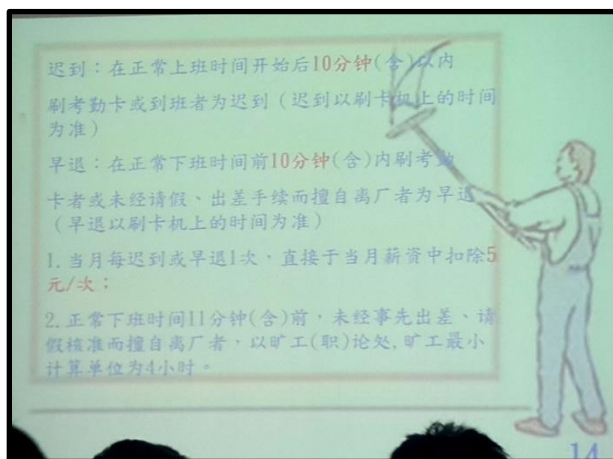 迟到：在正常上班时间开始后10分钟(含)以内
刷考勤卡或到班者为迟到（迟到以刷卡机上的时间
为准）
早退：在正常下班时间前10分钟(含)内刷考勤
卡者或未经请假、出差手续而擅自离厂者为早退
（早退以刷卡机上的时间为准）
1.当月每迟到或早退1次，直接于当月薪资中扣除5
元/次；
2.正常下班时间11分钟(含)前，未经事先出差、请
假核准而擅自离厂者，以旷工(职)论处,旷工最小
计算单位为4小时。
14